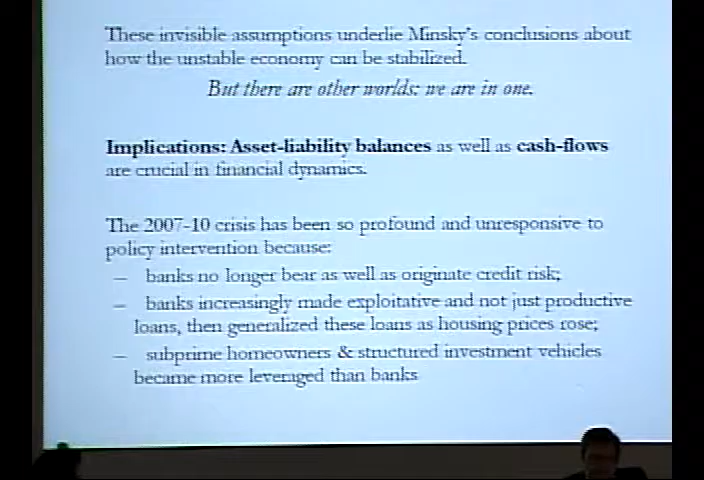 These invisible assumptions underlie Minsky's conclusions about
how the unstable economy can be stabilized.
But there are other worlds; we are in one.
Implications: Asset-liability balances as well as cash-flows
are crucial in financial dynamics.
The 2007-10 crisis has been so profound and unresponsive to
policy intervention because:
– banks no longer bear as well as originate credit risk;
– banks increasingly made exploitative and not just productive
loans, then generalized these loans as housing prices rose;
– subprime homeowners & structured investment vehicles
became more leveraged than banks